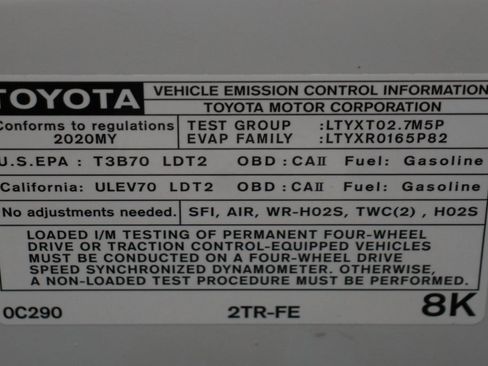 TOYOTA
VEHICLE EMISSION CONTROL INFORMATION
TOYOTA MOTOR CORPORATION
Conforms to regulations
2020MY
TEST GROUP :LTYXT02.7M5P
EVAP FAMILY :LTYXR0165P82
U.S.EPA : T3B70 LDT2 OBD : CAII Fuel: Gasoline
California: ULEV70 LDT2 OBD : CAII Fuel: Gasoline
No adjustments needed. SFI, AIR, WR-HO2S, TWC(2) , HO2S
LOADED I/M TESTING OF PERMANENT FOUR-WHEEL
DRIVE OR TRACTION CONTROL-EQUIPPED VEHICLES
MUST BE CONDUCTED ON A FOUR-WHEEL DRIVE
SPEED SYNCHRONIZED DYNAMOMETER. OTHERWISE,
A NON-LOADED TEST PROCEDURE MUST BE PERFORMED.
0C290 2TR-FE 8K